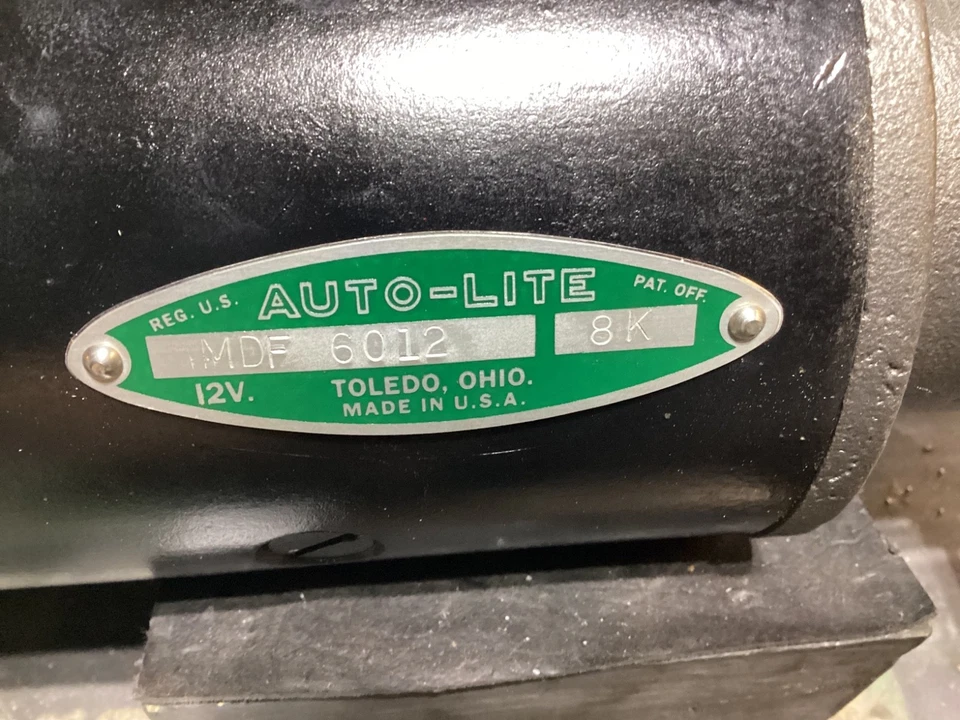 REG. U.S. AUTO-LITE PAT. OFF.
MDF 6012 8K
12V. TOLEDO, OHIO.
MADE IN U.S.A.